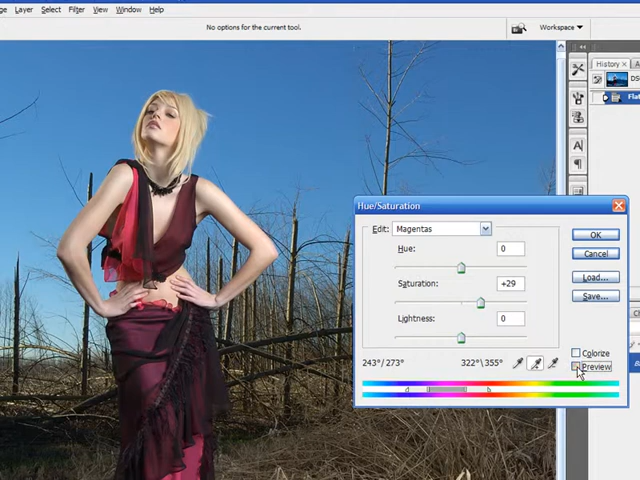 Layer Select Filter View Window Help
No options for the current tool.
Workspace
History
Hue/Saturation
Edit: Magentas
Hue: 0
Saturation: +29
Lightness: 0
OK
Cancel
Load...
Save...
Colorize
Preview
243°/273° 322°\355°